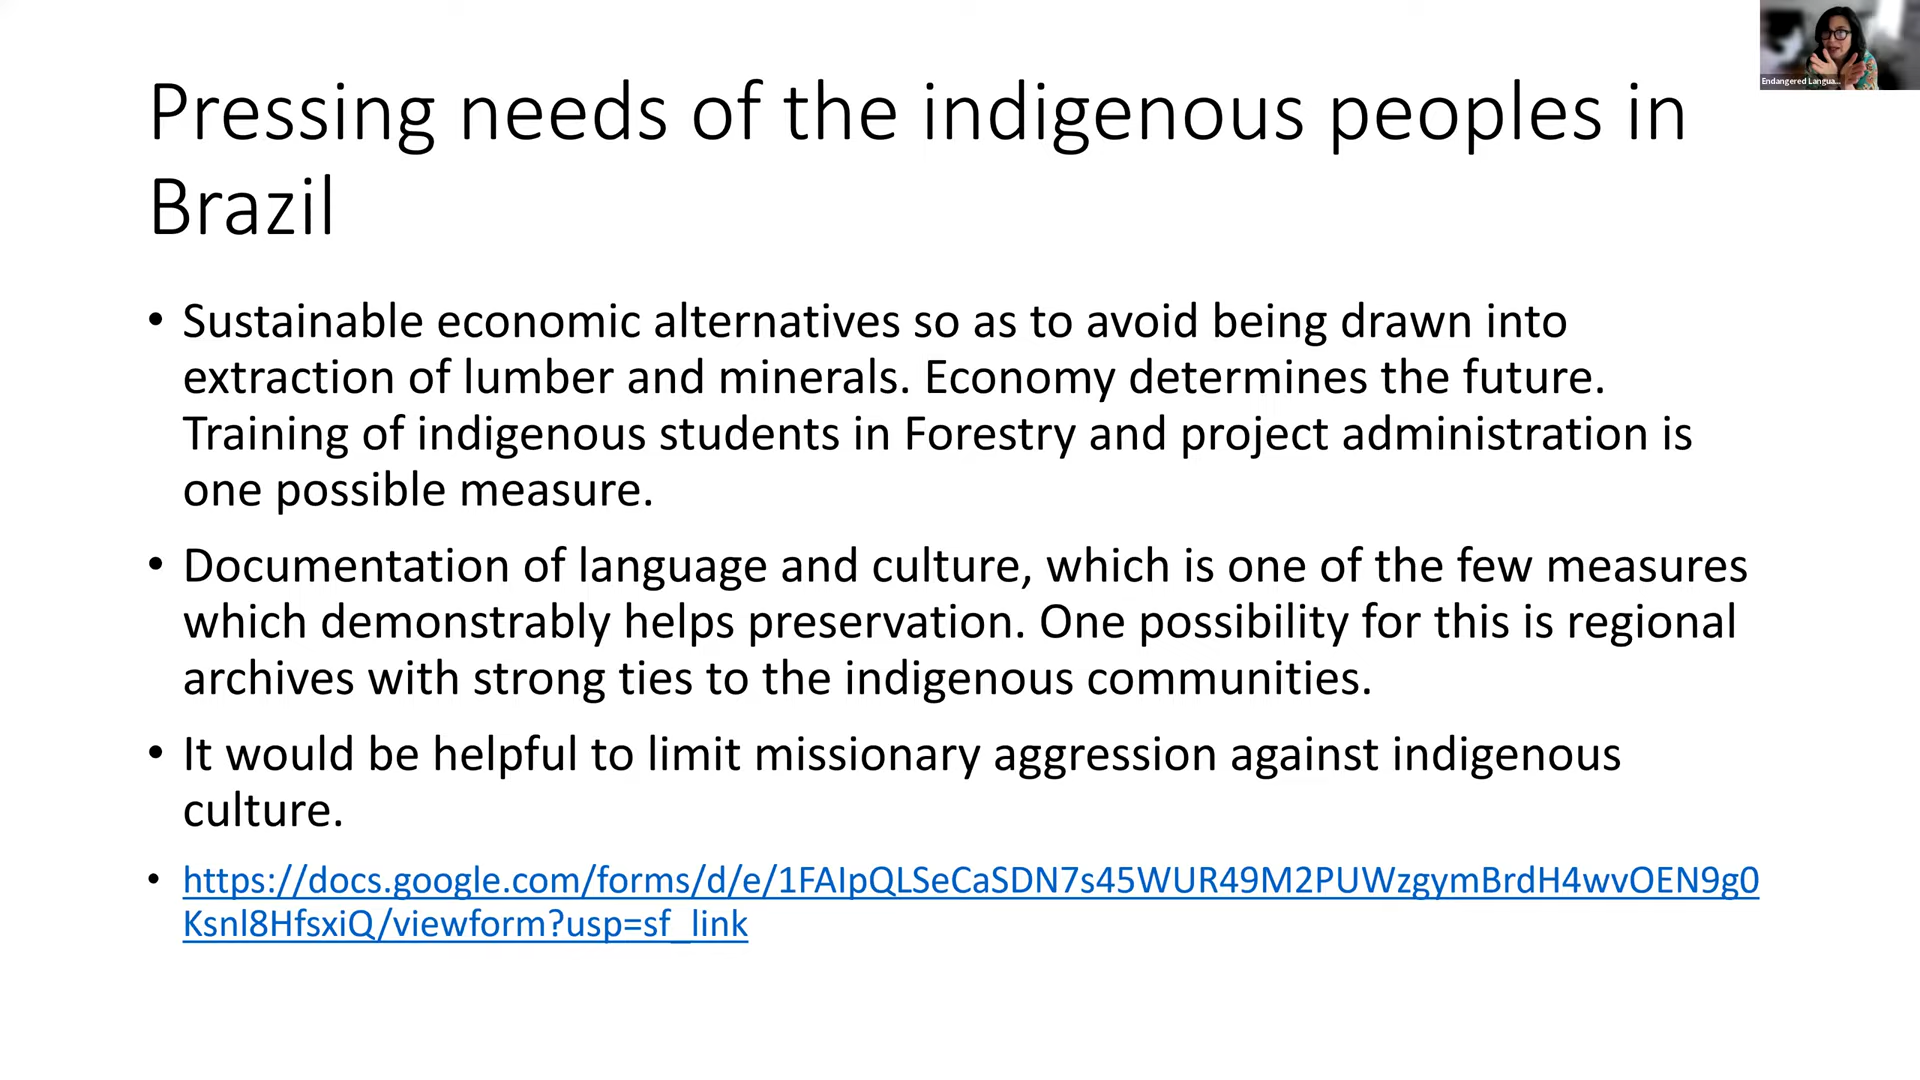 Endangered Langua...
Pressing needs of the indigenous peoples in
Brazil
• Sustainable economic alternatives so as to avoid being drawn into
extraction of lumber and minerals. Economy determines the future.
Training of indigenous students in Forestry and project administration is
one possible measure.
• Documentation of language and culture, which is one of the few measures
which demonstrably helps preservation. One possibility for this is regional
archives with strong ties to the indigenous communities.
• It would be helpful to limit missionary aggression against indigenous
culture.
• https://docs.google.com/forms/d/e/1FAIpQLSeCaSDN7s45WUR49M2PUWzgymBrdH4wvOEN9g0
Ksnl8HfsxiQ/viewform?usp=sf_link